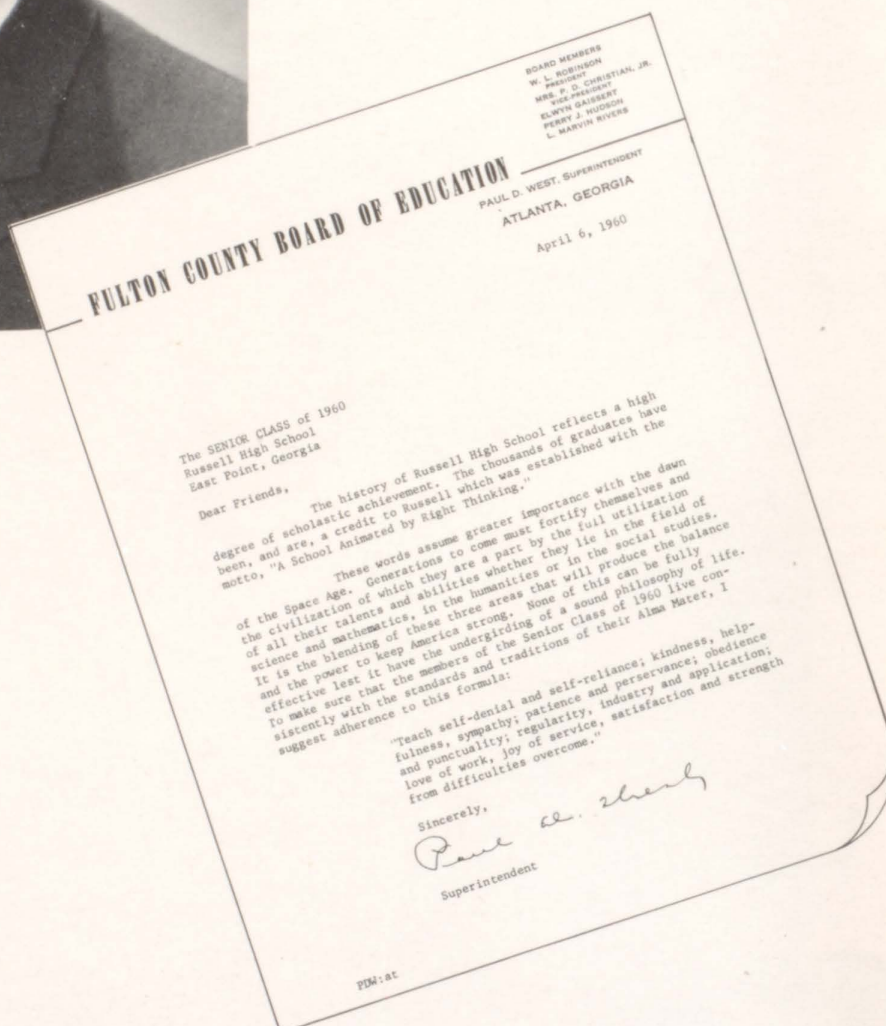 BOARD MEMBERS
W. L. ROBINSON
PRESIDENT
MRS. P. D. CHRISTIAN, JR.
VICE-PRESIDENT
ELWYN GAISSERT
PERRY J. HUDSON
L. MARVIN RIVERS
FULTON COUNTY BOARD OF EDUCATION
PAUL D. WEST, SUPERINTENDENT
ATLANTA, GEORGIA
April 6, 1960
The SENIOR CLASS of 1960
Russell High School
East Point, Georgia
Dear Friends,
The history of Russell High School reflects a high
degree of scholastic achievement. The thousands of graduates have
been, and are, a credit to Russell which was established with the
motto, "A School Animated by Right Thinking."
These words assume greater importance with the dawn
of the Space Age. Generations to come must fortify themselves and
the civilization of which they are a part by the full utilization
of all their talents and abilities whether they lie in the field of
science and mathematics, in the humanities or in the social studies.
It is the blending of these three areas that will produce the balance
and the power to keep America strong. None of this can be fully
effective lest it have the undergirding of a sound philosophy of life.
To make sure that the members of the Senior Class of 1960 live con-
sistently with the standards and traditions of their Alma Mater, I
suggest adherence to this formula:
"Teach self-denial and self-reliance; kindness, help-
fulness, sympathy; patience and perservance; obedience
and punctuality; regularity, industry and application;
love of work, joy of service, satisfaction and strength
from difficulties overcome."
Sincerely,
Paul D. West
Superintendent
PDW:at